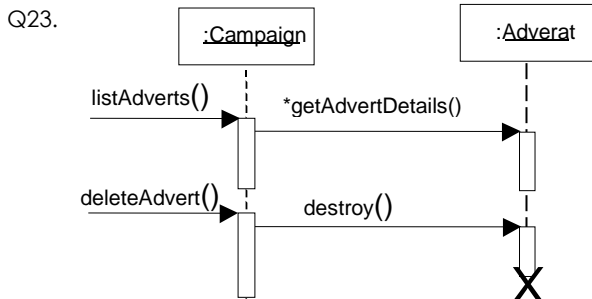 Q23.
:Campaign
:Adverat
listAdverts()
*getAdvertDetails()
deleteAdvert()
destroy()
X